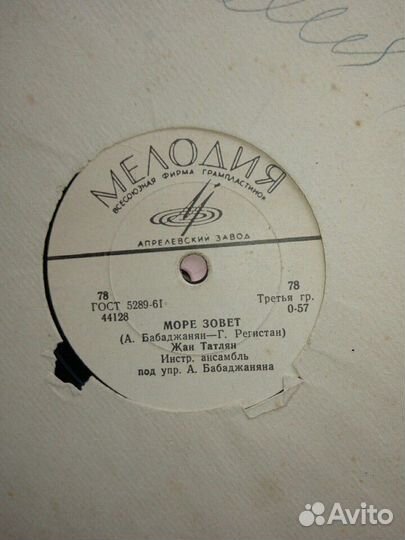 МЕЛОДИЯ
ВСЕСОЮЗНАЯ ФИРМА ГРАМПЛАСТИНОК
АПРЕЛЕВСКИЙ ЗАВОД
78
ГОСТ 5289-61
44128
78
Третья гр.
0-57
МОРЕ ЗОВЕТ
(А. Бабаджанян—Г. Регистан)
Жан Татлян
Инстр. ансамбль
под упр. А. Бабаджаняна
Avito